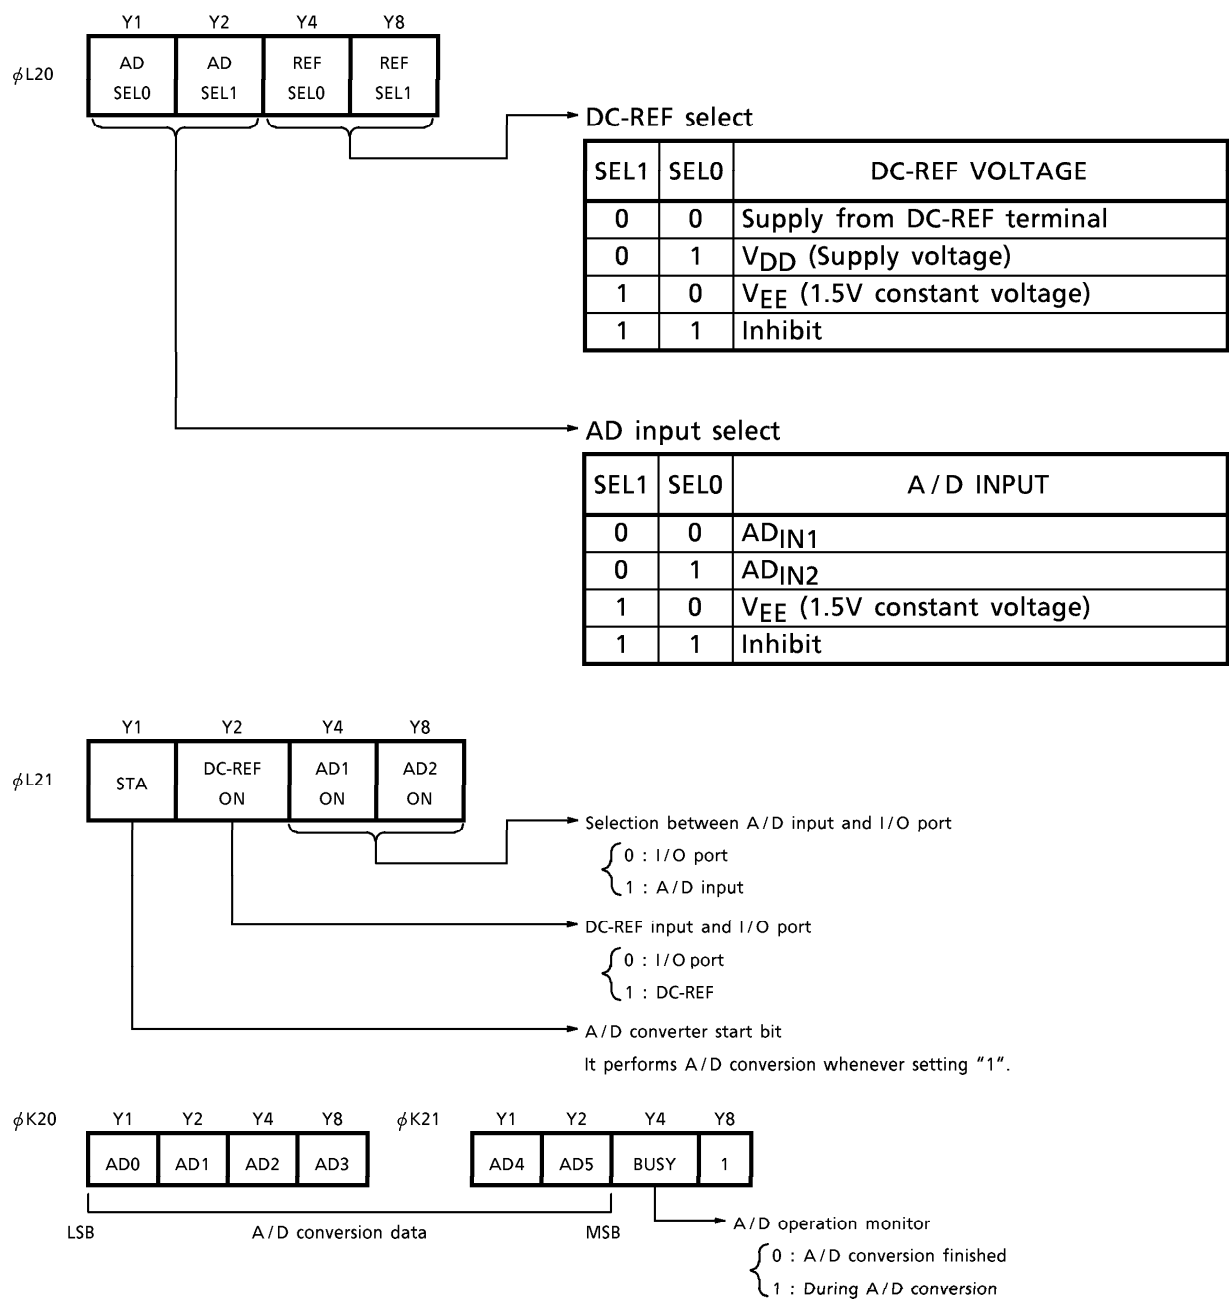 Y1 Y2 Y4 Y8
ϕL20
AD SEL0
AD SEL1
REF SEL0
REF SEL1
DC-REF select
SEL1 SEL0 DC-REF VOLTAGE
0 0 Supply from DC-REF terminal
0 1 VDD (Supply voltage)
1 0 VEE (1.5V constant voltage)
1 1 Inhibit
AD input select
SEL1 SEL0 A/D INPUT
0 0 ADIN1
0 1 ADIN2
1 0 VEE (1.5V constant voltage)
1 1 Inhibit
Y1 Y2 Y4 Y8
ϕL21
STA
DC-REF ON
AD1 ON
AD2 ON
Selection between A/D input and I/O port
0 : I/O port
1 : A/D input
DC-REF input and I/O port
0 : I/O port
1 : DC-REF
A/D converter start bit
It performs A/D conversion whenever setting "1".
ϕK20 Y1 Y2 Y4 Y8 ϕK21 Y1 Y2 Y4 Y8
AD0 AD1 AD2 AD3 AD4 AD5 BUSY 1
LSB A/D conversion data MSB
A/D operation monitor
0 : A/D conversion finished
1 : During A/D conversion